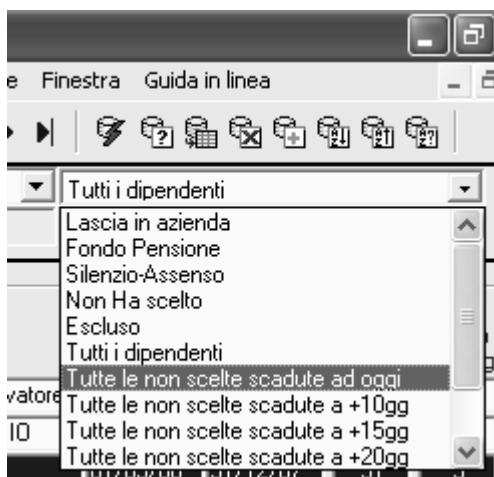 Finestra Guida in linea
Tutti i dipendenti
Lascia in azienda
Fondo Pensione
Silenzio-Assenso
Non Ha scelto
Escluso
Tutti i dipendenti
Tutte le non scelte scadute ad oggi
Tutte le non scelte scadute a +10gg
vatore
Tutte le non scelte scadute a +15gg
IO
Tutte le non scelte scadute a +20gg